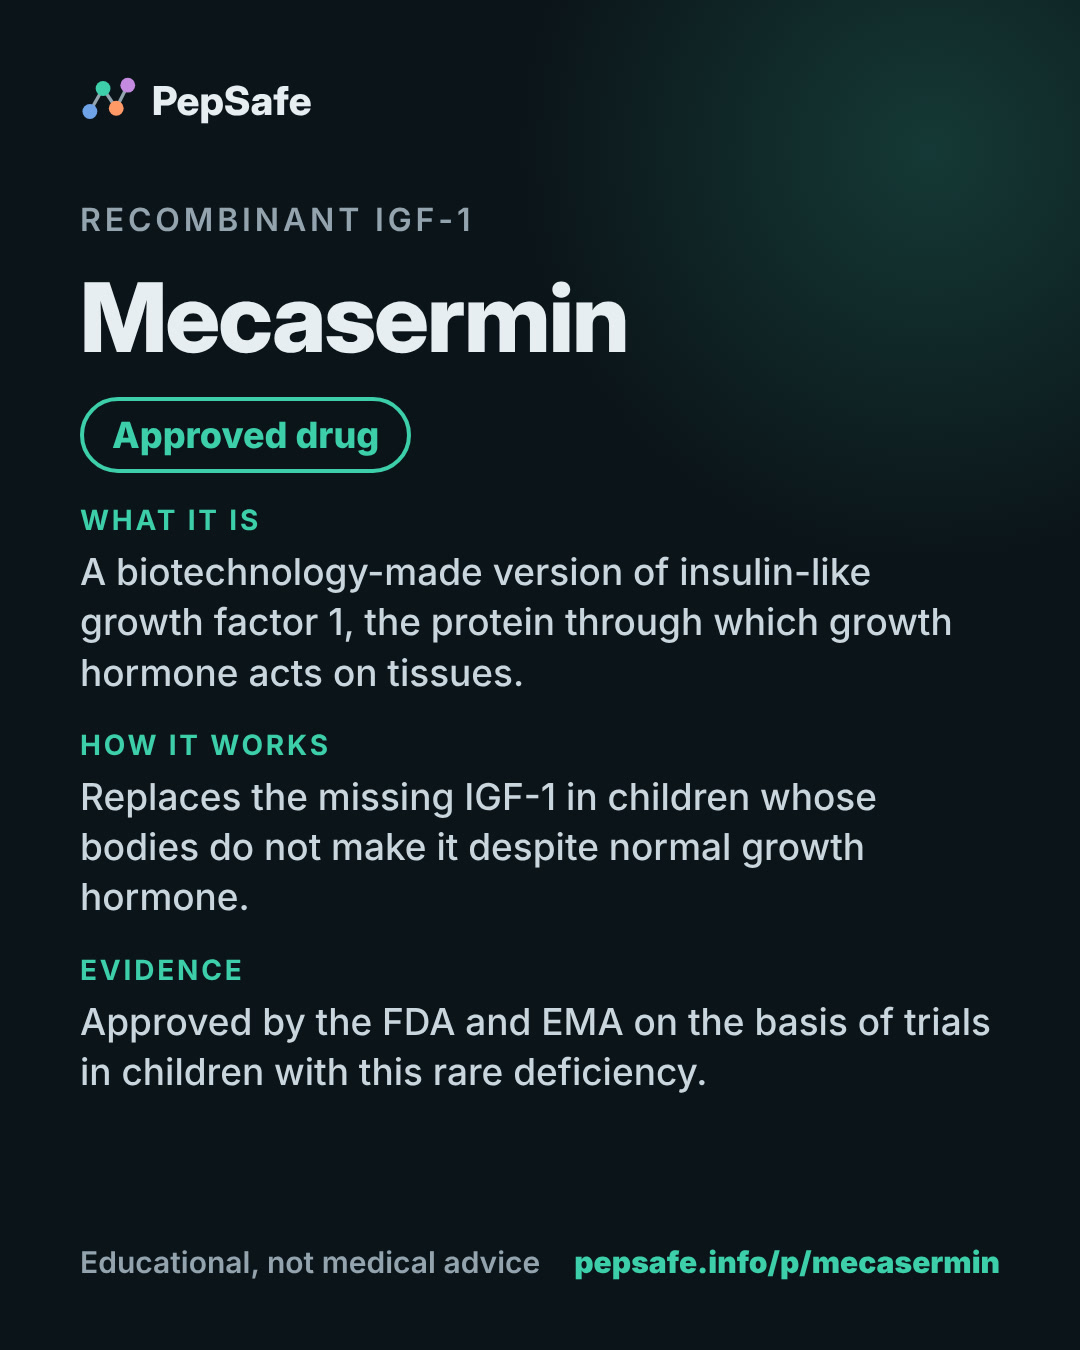 PepSafe
RECOMBINANT IGF-1
Mecasermin
Approved drug
WHAT IT IS
A biotechnology-made version of insulin-like
growth factor 1, the protein through which growth
hormone acts on tissues.
HOW IT WORKS
Replaces the missing IGF-1 in children whose
bodies do not make it despite normal growth
hormone.
EVIDENCE
Approved by the FDA and EMA on the basis of trials
in children with this rare deficiency.
Educational, not medical advice pepsafe.info/p/mecasermin